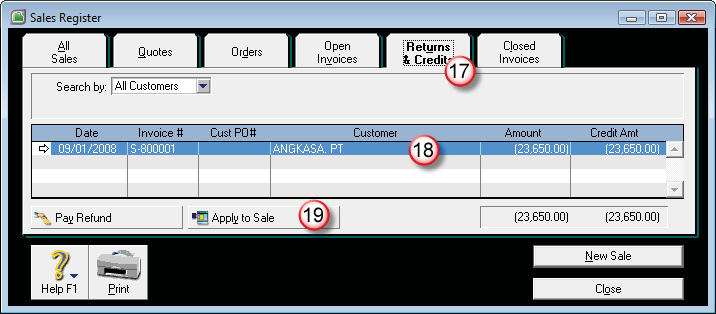 Sales Register
All Sales
Quotes
Orders
Open Invoices
Returns & Credits
Closed Invoices
17
Search by: All Customers
Date Invoice # Cust PO# Customer Amount Credit Amt
09/01/2008 S-800001 ANGKASA. PT (23,650.00) (23,650.00)
18
Pay Refund Apply to Sale 19 (23,650.00) (23,650.00)
? New Sale
Help F1 Print Close